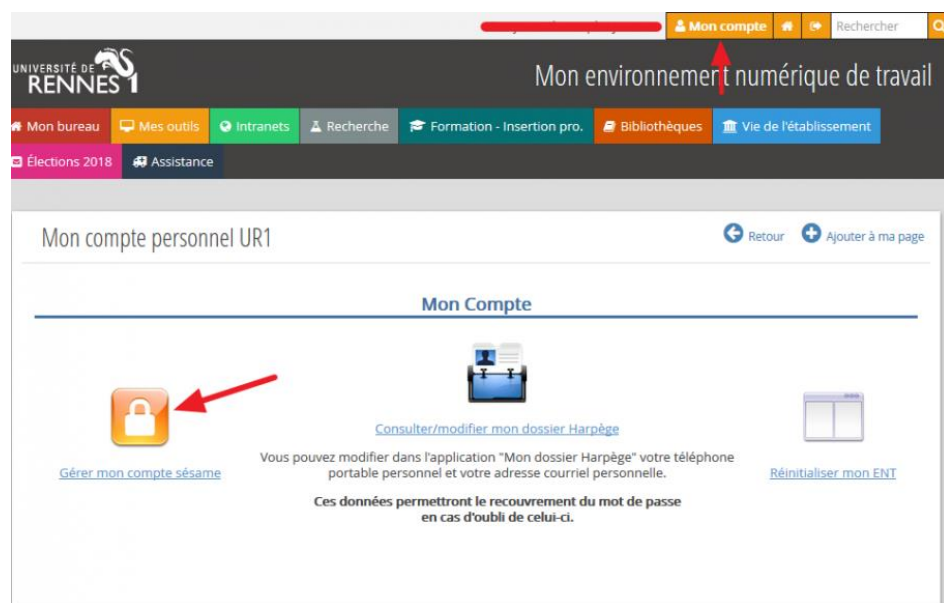 Mon compte
Rechercher
UNIVERSITÉ DE
RENNES 1
Mon environnement numérique de travail
Mon bureau
Mes outils
Intranets
Recherche
Formation - Insertion pro.
Bibliothèques
Vie de l'établissement
Élections 2018
Assistance
Mon compte personnel UR1
Retour
Ajouter à ma page
Mon Compte
Consulter/modifier mon dossier Harpège
Gérer mon compte sésame
Vous pouvez modifier dans l'application "Mon dossier Harpège" votre téléphone
portable personnel et votre adresse courriel personnelle.
Réinitialiser mon ENT
Ces données permettront le recouvrement du mot de passe
en cas d'oubli de celui-ci.